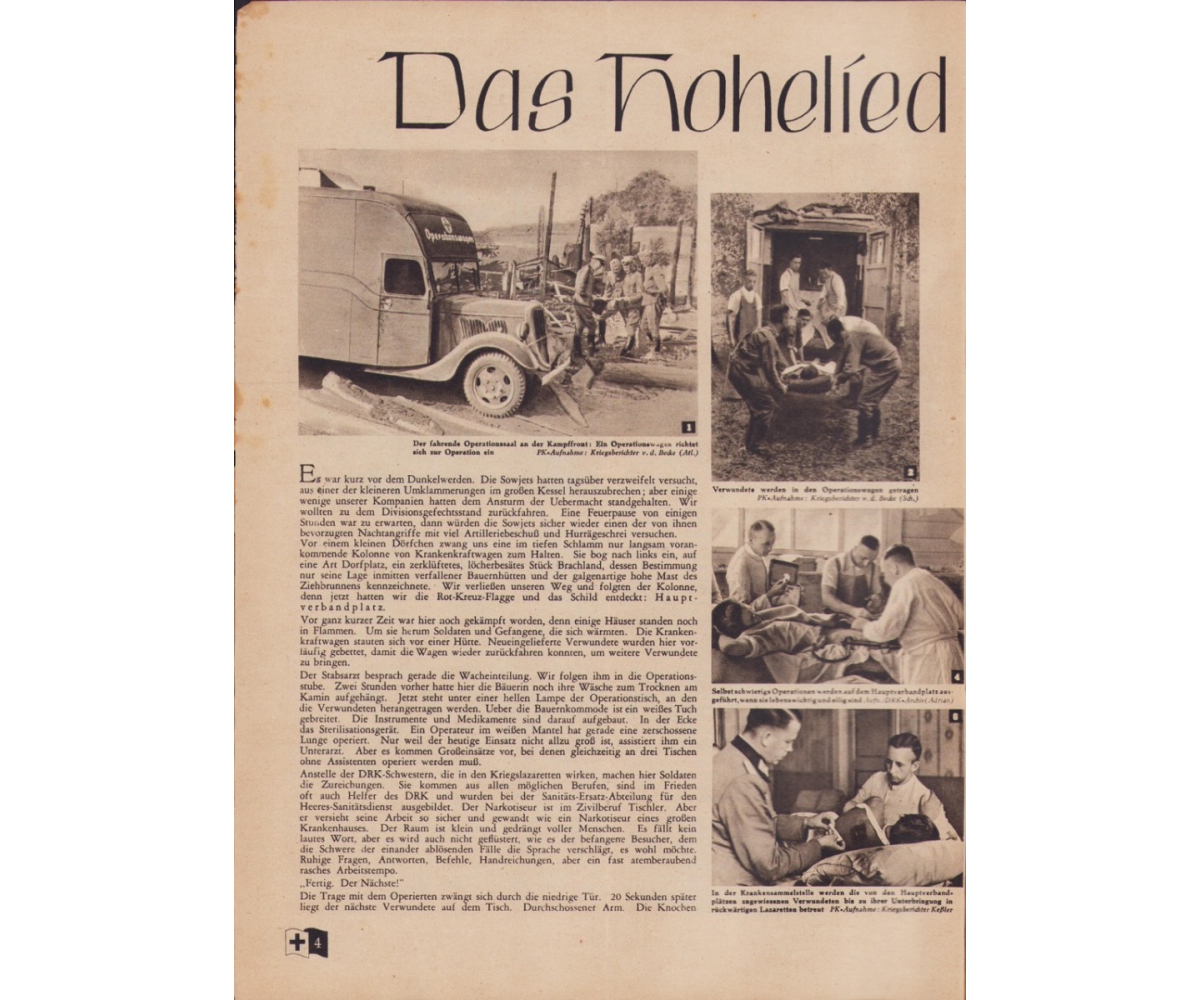 Das Hohelied
Operationswagen
1
Der fahrende Operationssaal an der Kampffront: Ein Operationswagen richtet
sich zur Operation ein PK-Aufnahme: Kriegsberichter v. d. Becke (Atl.)
2
Verwundete werden in den Operationswagen getragen
PK-Aufnahme: Kriegsberichter v. d. Becke (Sch.)
Es war kurz vor dem Dunkelwerden. Die Sowjets hatten tagsüber verzweifelt versucht,
aus einer der kleineren Umklammerungen im großen Kessel herauszubrechen; aber einige
wenige unserer Kompanien hatten dem Ansturm der Uebermacht standgehalten. Wir
wollten zu dem Divisionsgefechtsstand zurückfahren. Eine Feuerpause von einigen
Stunden war zu erwarten, dann würden die Sowjets sicher wieder einen der von ihnen
bevorzugten Nachtangriffe mit viel Artilleriebeschuß und Hurrägeschrei versuchen.
Vor einem kleinen Dörfchen zwang uns eine im tiefen Schlamm nur langsam voran-
kommende Kolonne von Krankenkraftwagen zum Halten. Sie bog nach links ein, auf
eine Art Dorfplatz, ein zerklüftetes, löcherbesätes Stück Brachland, dessen Bestimmung
nur seine Lage inmitten verfallener Bauernhütten und der galgenartige hohe Mast des
Ziehbrunnens kennzeichnete. Wir verließen unseren Weg und folgten der Kolonne,
denn jetzt hatten wir die Rot-Kreuz-Flagge und das Schild entdeckt: Haupt-
verbandplatz.
Vor ganz kurzer Zeit war hier noch gekämpft worden, denn einige Häuser standen noch
in Flammen. Um sie herum Soldaten und Gefangene, die sich wärmten. Die Kranken-
kraftwagen stauten sich vor einer Hütte. Neueingelieferte Verwundete wurden hier vor-
läufig gebettet, damit die Wagen wieder zurückfahren konnten, um weitere Verwundete
zu bringen.
Der Stabsarzt besprach gerade die Wacheinteilung. Wir folgen ihm in die Operations-
stube. Zwei Stunden vorher hatte hier die Bäuerin noch ihre Wäsche zum Trocknen am
Kamin aufgehängt. Jetzt steht unter einer hellen Lampe der Operationstisch, an den
die Verwundeten herangetragen werden. Ueber die Bauernkommode ist ein weißes Tuch
gebreitet. Die Instrumente und Medikamente sind darauf aufgebaut. In der Ecke
das Sterilisationsgerät. Ein Operateur im weißen Mantel hat gerade eine zerschossene
Lunge operiert. Nur weil der heutige Einsatz nicht allzu groß ist, assistiert ihm ein
Unterarzt. Aber es kommen Großeinsätze vor, bei denen gleichzeitig an drei Tischen
ohne Assistenten operiert werden muß.
Anstelle der DRK-Schwestern, die in den Kriegslazaretten wirken, machen hier Soldaten
die Zureichungen. Sie kommen aus allen möglichen Berufen, sind im Frieden
oft auch Helfer des DRK und wurden bei der Sanitäts-Ersatz-Abteilung für den
Heeres-Sanitätsdienst ausgebildet. Der Narkotiseur ist im Zivilberuf Tischler. Aber
er versieht seine Arbeit so sicher und gewandt wie ein Narkotiseur eines großen
Krankenhauses. Der Raum ist klein und gedrängt voller Menschen. Es fällt kein
lautes Wort, aber es wird auch nicht geflüstert, wie es der befangene Besucher, dem
die Schwere der einander ablösenden Fälle die Sprache verschlägt, es wohl möchte.
Ruhige Fragen, Antworten, Befehle, Handreichungen, aber ein fast atemberaubend
rasches Arbeitstempo.
„Fertig. Der Nächste!“
Die Trage mit dem Operierten zwängt sich durch die niedrige Tür. 20 Sekunden später
liegt der nächste Verwundete auf dem Tisch. Durchschossener Arm. Die Knochen
4
Selbst schwierige Operationen werden auf dem Hauptverbandplatz aus-
geführt, wenn sie lebenswichtig und eilig sind Aufn.: DRK-Archiv (Adrian)
In der Krankensammelstelle werden die von den Hauptverband-
plätzen zugewiesenen Verwundeten bis zu ihrer Unterbringung in
rückwärtigen Lazaretten betreut PK-Aufnahme: Kriegsberichter Keßler
4